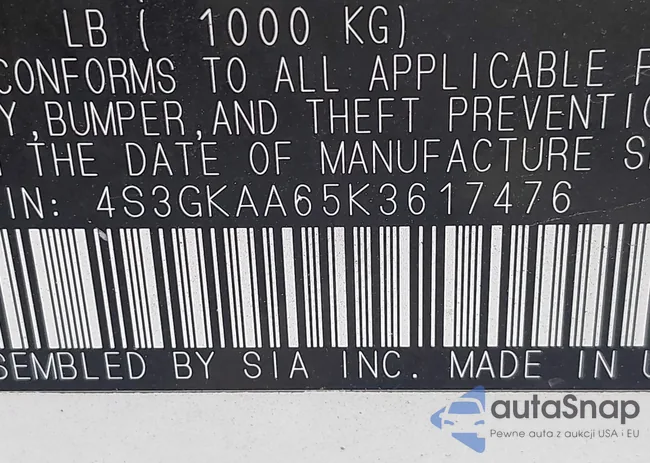 LB ( 1000 KG)
CONFORMS TO ALL APPLICABLE F
Y, BUMPER, AND THEFT PREVENTIO
THE DATE OF MANUFACTURE S
IN: 4S3GKAA65K3617476
SEMBLED BY SIA INC. MADE IN U
autaSnap
Pewne auta z aukcji USA i EU